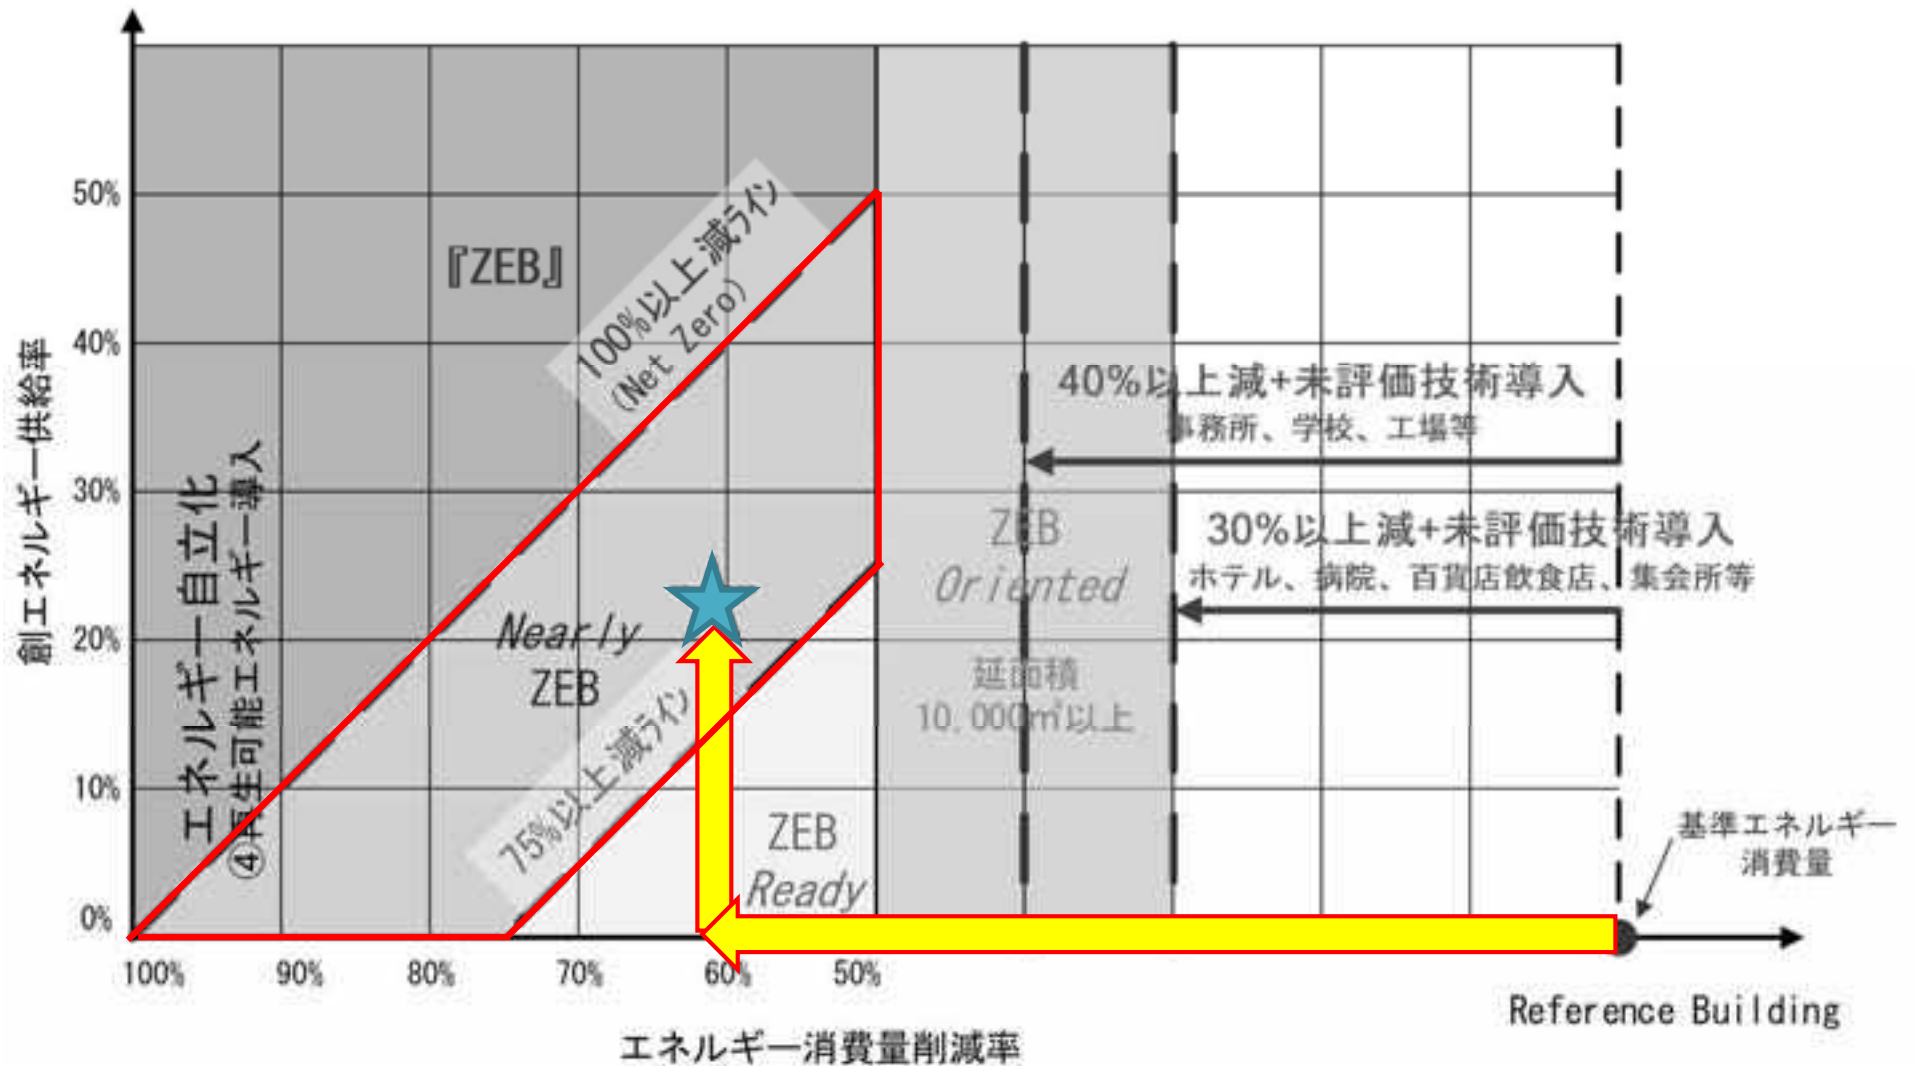 50%
40%
30%
20%
10%
0%
創エネルギー供給率
エネルギー自立化
④再生可能エネルギー導入
『ZEB』
100%以上減ライン
(Net Zero)
Nearly
ZEB
75%以上減ライン
ZEB
Ready
ZEB
Oriented
延面積
10,000㎡以上
40%以上減+未評価技術導入
事務所、学校、工場等
30%以上減+未評価技術導入
ホテル、病院、百貨店飲食店、集会所等
基準エネルギー
消費量
100%
90%
80%
70%
60%
50%
Reference Building
エネルギー消費量削減率